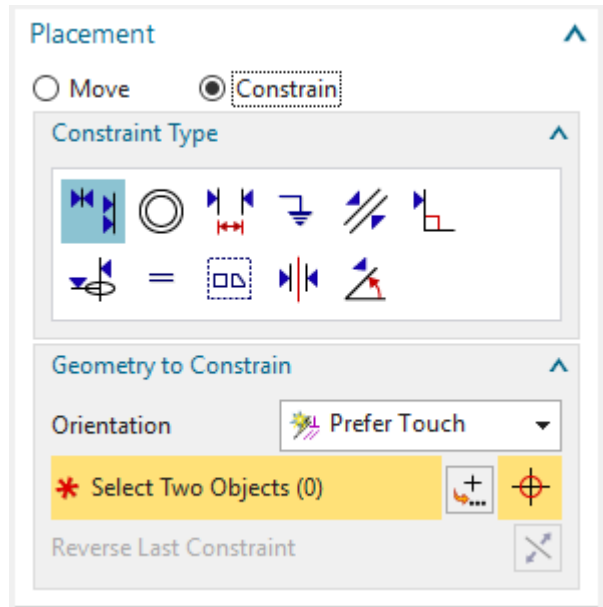 Placement
Move Constrain
Constraint Type
Geometry to Constrain
Orientation Prefer Touch
* Select Two Objects (0)
Reverse Last Constraint